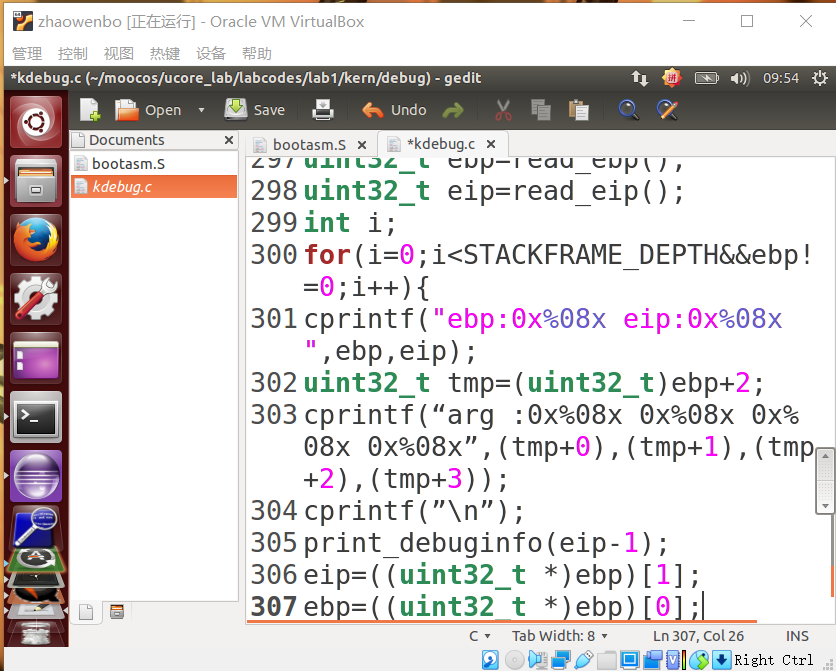 zhaowenbo [正在运行] - Oracle VM VirtualBox
管理 控制 视图 热键 设备 帮助
*kdebug.c (~/moocos/ucore_lab/labcodes/lab1/kern/debug) - gedit 拼 09:54
Open Save Undo
Documents
bootasm.S
kdebug.c
bootasm.S *kdebug.c
297 uint32_t ebp=read_ebp();
298 uint32_t eip=read_eip();
299 int i;
300 for(i=0;i<STACKFRAME_DEPTH&&ebp!
=0;i++){
301 cprintf("ebp:0x%08x eip:0x%08x
",ebp,eip);
302 uint32_t tmp=(uint32_t)ebp+2;
303 cprintf(“arg :0x%08x 0x%08x 0x%
08x 0x%08x”,(tmp+0),(tmp+1),(tmp
+2),(tmp+3));
304 cprintf(”\n”);
305 print_debuginfo(eip-1);
306 eip=((uint32_t *)ebp)[1];
307 ebp=((uint32_t *)ebp)[0];
C Tab Width: 8 Ln 307, Col 26 INS
Right Ctrl